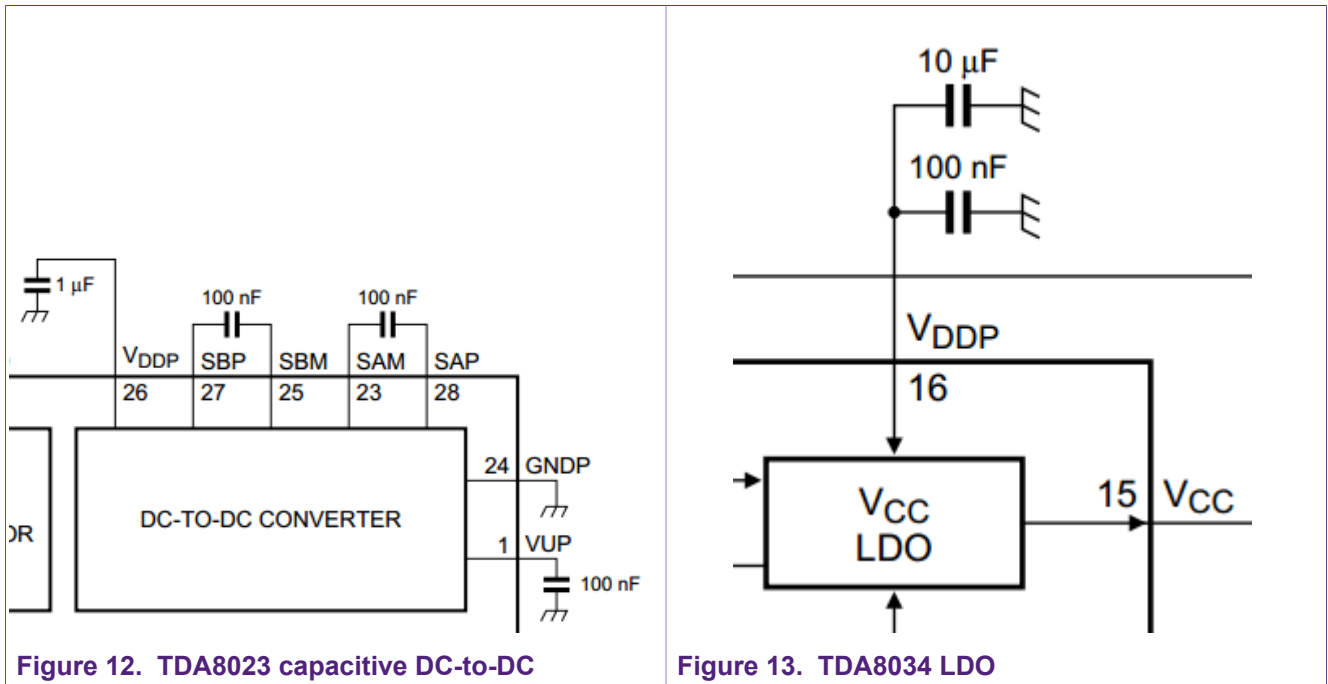 1 μF
100 nF
100 nF
VDDP SBP SBM SAM SAP
26 27 25 23 28
24 GNDP
DC-TO-DC CONVERTER
OR
1 VUP
100 nF
Figure 12. TDA8023 capacitive DC-to-DC
10 μF
100 nF
VDDP
16
15 VCC
VCC
LDO
Figure 13. TDA8034 LDO